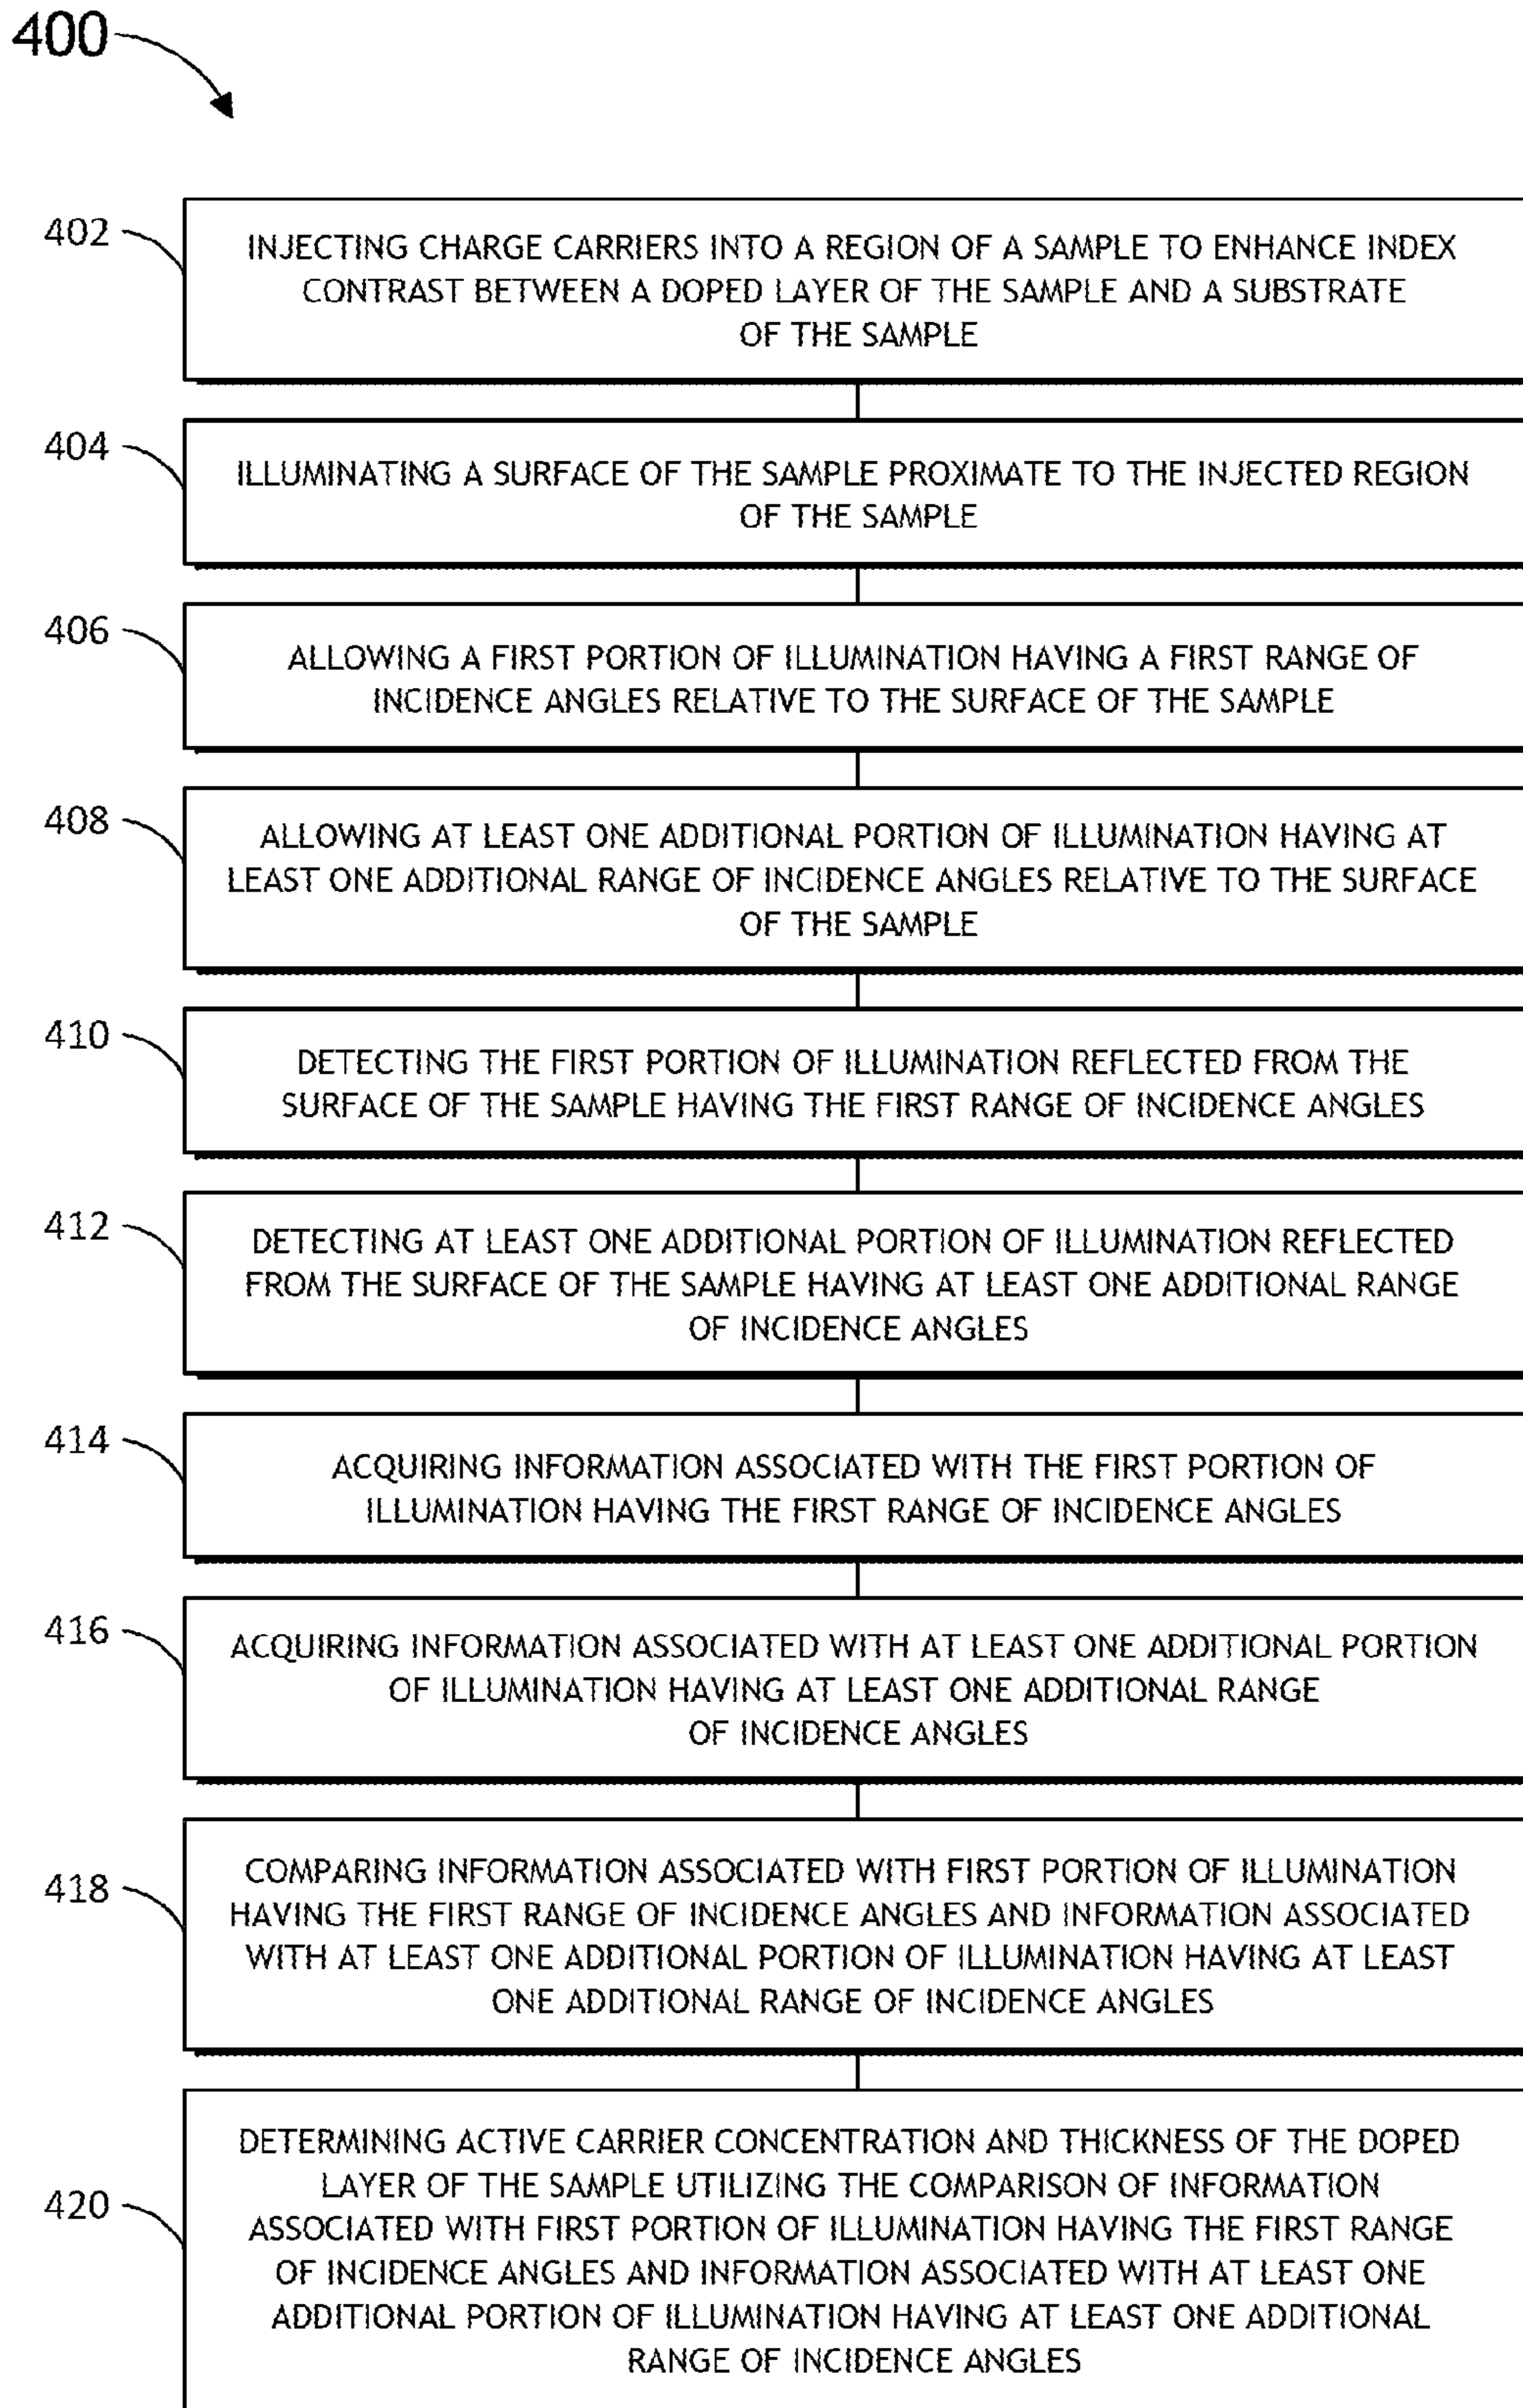 400
402
INJECTING CHARGE CARRIERS INTO A REGION OF A SAMPLE TO ENHANCE INDEX
CONTRAST BETWEEN A DOPED LAYER OF THE SAMPLE AND A SUBSTRATE
OF THE SAMPLE
404
ILLUMINATING A SURFACE OF THE SAMPLE PROXIMATE TO THE INJECTED REGION
OF THE SAMPLE
406
ALLOWING A FIRST PORTION OF ILLUMINATION HAVING A FIRST RANGE OF
INCIDENCE ANGLES RELATIVE TO THE SURFACE OF THE SAMPLE
408
ALLOWING AT LEAST ONE ADDITIONAL PORTION OF ILLUMINATION HAVING AT
LEAST ONE ADDITIONAL RANGE OF INCIDENCE ANGLES RELATIVE TO THE SURFACE
OF THE SAMPLE
410
DETECTING THE FIRST PORTION OF ILLUMINATION REFLECTED FROM THE
SURFACE OF THE SAMPLE HAVING THE FIRST RANGE OF INCIDENCE ANGLES
412
DETECTING AT LEAST ONE ADDITIONAL PORTION OF ILLUMINATION REFLECTED
FROM THE SURFACE OF THE SAMPLE HAVING AT LEAST ONE ADDITIONAL RANGE
OF INCIDENCE ANGLES
414
ACQUIRING INFORMATION ASSOCIATED WITH THE FIRST PORTION OF
ILLUMINATION HAVING THE FIRST RANGE OF INCIDENCE ANGLES
416
ACQUIRING INFORMATION ASSOCIATED WITH AT LEAST ONE ADDITIONAL PORTION
OF ILLUMINATION HAVING AT LEAST ONE ADDITIONAL RANGE
OF INCIDENCE ANGLES
418
COMPARING INFORMATION ASSOCIATED WITH FIRST PORTION OF ILLUMINATION
HAVING THE FIRST RANGE OF INCIDENCE ANGLES AND INFORMATION ASSOCIATED
WITH AT LEAST ONE ADDITIONAL PORTION OF ILLUMINATION HAVING AT LEAST
ONE ADDITIONAL RANGE OF INCIDENCE ANGLES
420
DETERMINING ACTIVE CARRIER CONCENTRATION AND THICKNESS OF THE DOPED
LAYER OF THE SAMPLE UTILIZING THE COMPARISON OF INFORMATION
ASSOCIATED WITH FIRST PORTION OF ILLUMINATION HAVING THE FIRST RANGE
OF INCIDENCE ANGLES AND INFORMATION ASSOCIATED WITH AT LEAST ONE
ADDITIONAL PORTION OF ILLUMINATION HAVING AT LEAST ONE ADDITIONAL
RANGE OF INCIDENCE ANGLES